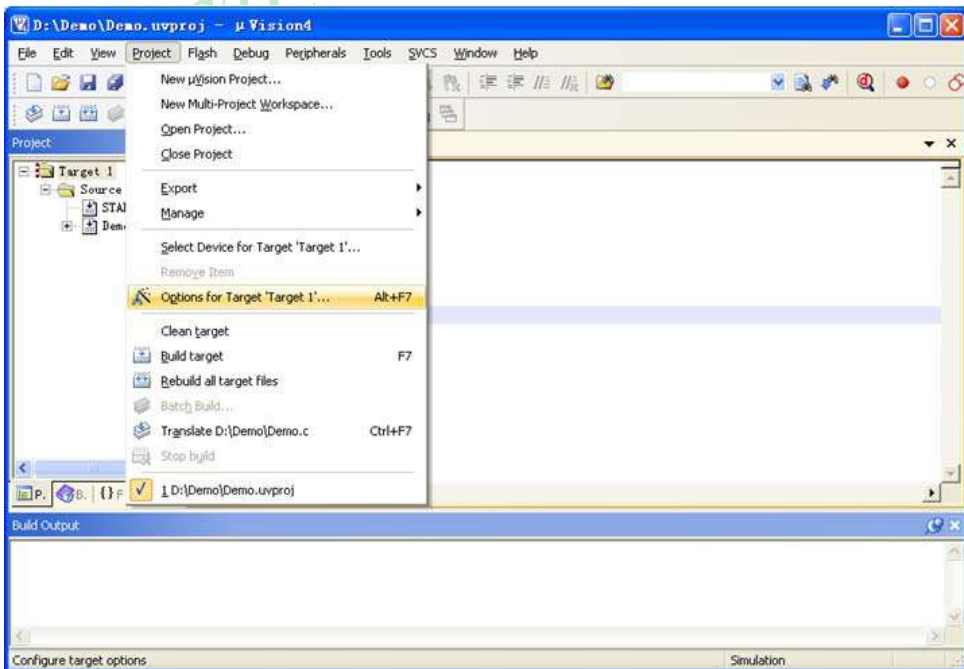 D:\Demo\Demo.uvproj - µVision4
File Edit View Project Flash Debug Peripherals Tools SVCS Window Help
New µVision Project...
New Multi-Project Workspace...
Open Project...
Close Project
Export
Manage
Select Device for Target 'Target 1'...
Remove Item
Options for Target 'Target 1'... Alt+F7
Clean target
Build target F7
Rebuild all target files
Batch Build...
Translate D:\Demo\Demo.c Ctrl+F7
Stop build
1 D:\Demo\Demo.uvproj
Project
Target 1
Source
STA
Dem
P. B. {} F
Build Output
Configure target options Simulation